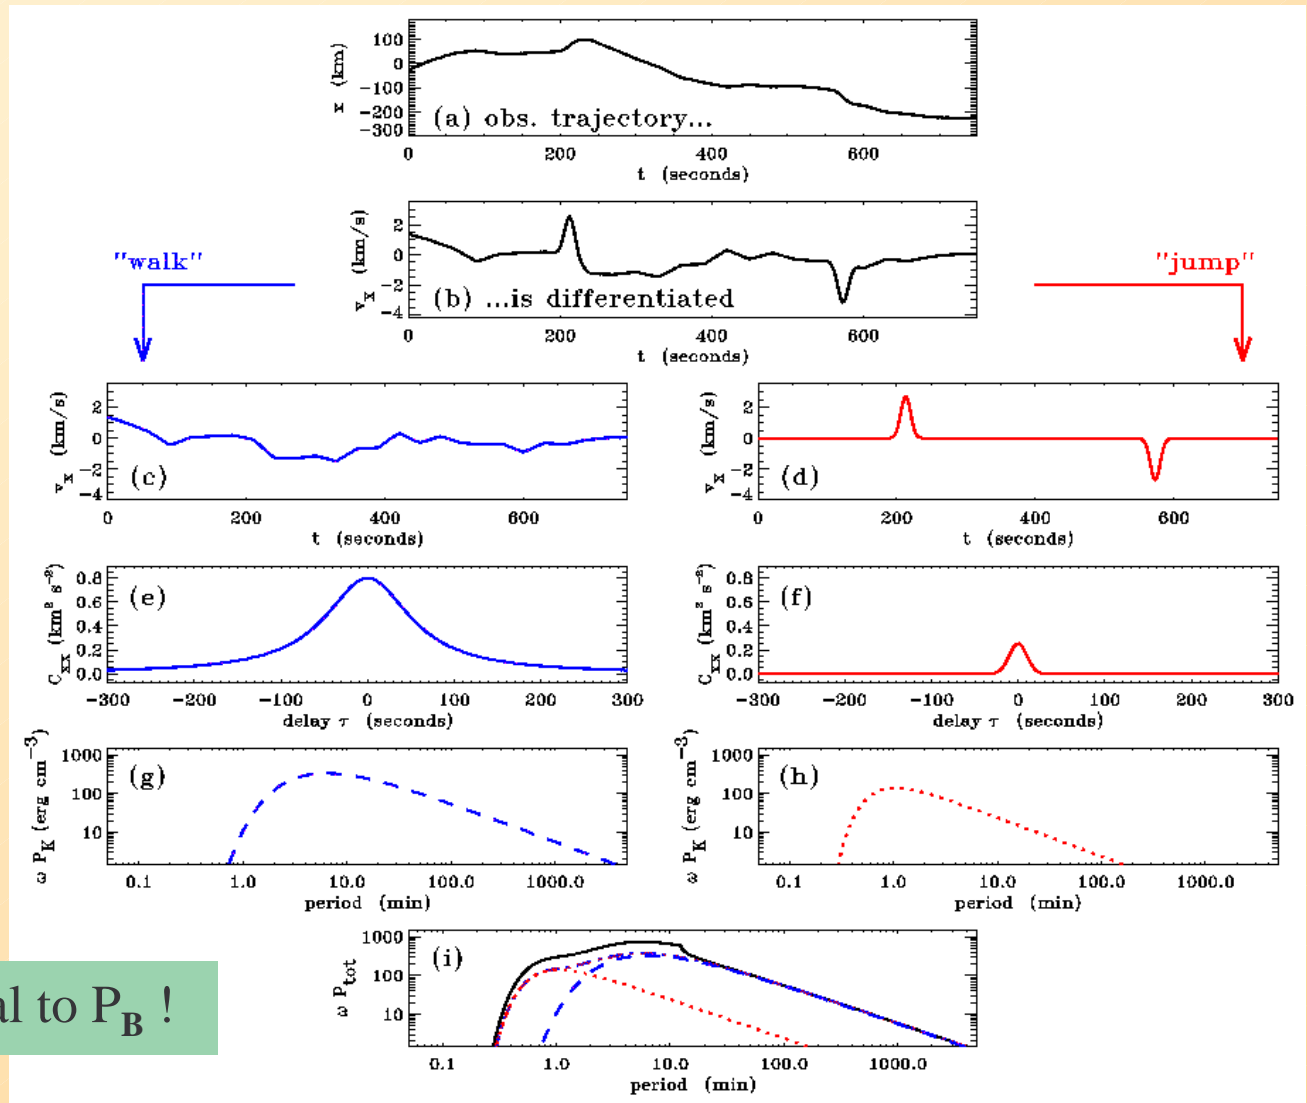 100
0
−100
−200
−300
x (km)
(a) obs. trajectory...
0 200 400 600
t (seconds)
2
0
−2
−4
v_x (km/s)
(b) ...is differentiated
0 200 400 600
t (seconds)
"walk"
"jump"
2
0
−2
−4
v_x (km/s)
(c)
0 200 400 600
t (seconds)
2
0
−2
−4
v_x (km/s)
(d)
0 200 400 600
t (seconds)
0.8
0.6
0.4
0.2
0.0
C_xx (km² s⁻²)
(e)
−300 −200 −100 0 100 200 300
delay τ (seconds)
0.8
0.6
0.4
0.2
0.0
C_xx (km² s⁻²)
(f)
−300 −200 −100 0 100 200 300
delay τ (seconds)
1000
100
10
ω P_K (erg cm⁻³)
(g)
0.1 1.0 10.0 100.0 1000.0
period (min)
1000
100
10
ω P_K (erg cm⁻³)
(h)
0.1 1.0 10.0 100.0 1000.0
period (min)
1000
100
10
ω P_tot
(i)
0.1 1.0 10.0 100.0 1000.0
period (min)
al to P_B !